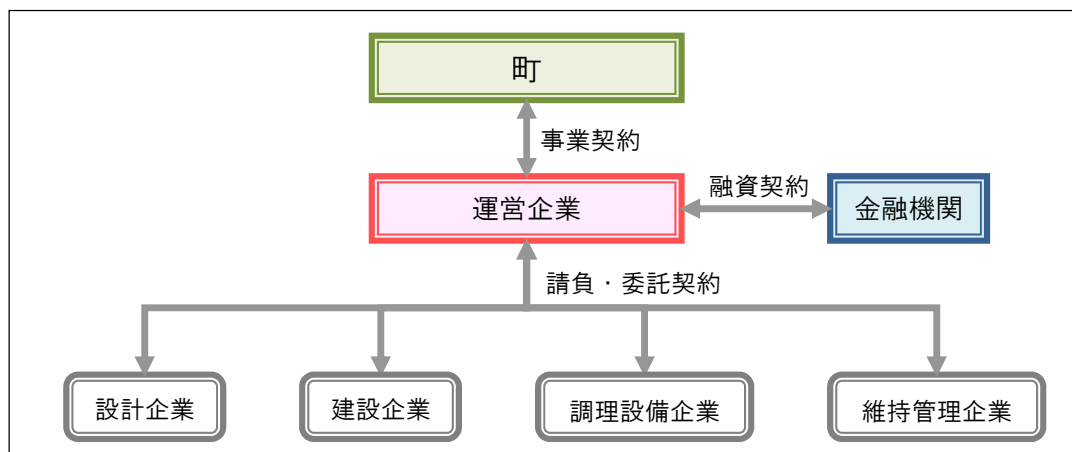 町
事業契約
融資契約
運営企業
金融機関
請負・委託契約
設計企業
建設企業
調理設備企業
維持管理企業